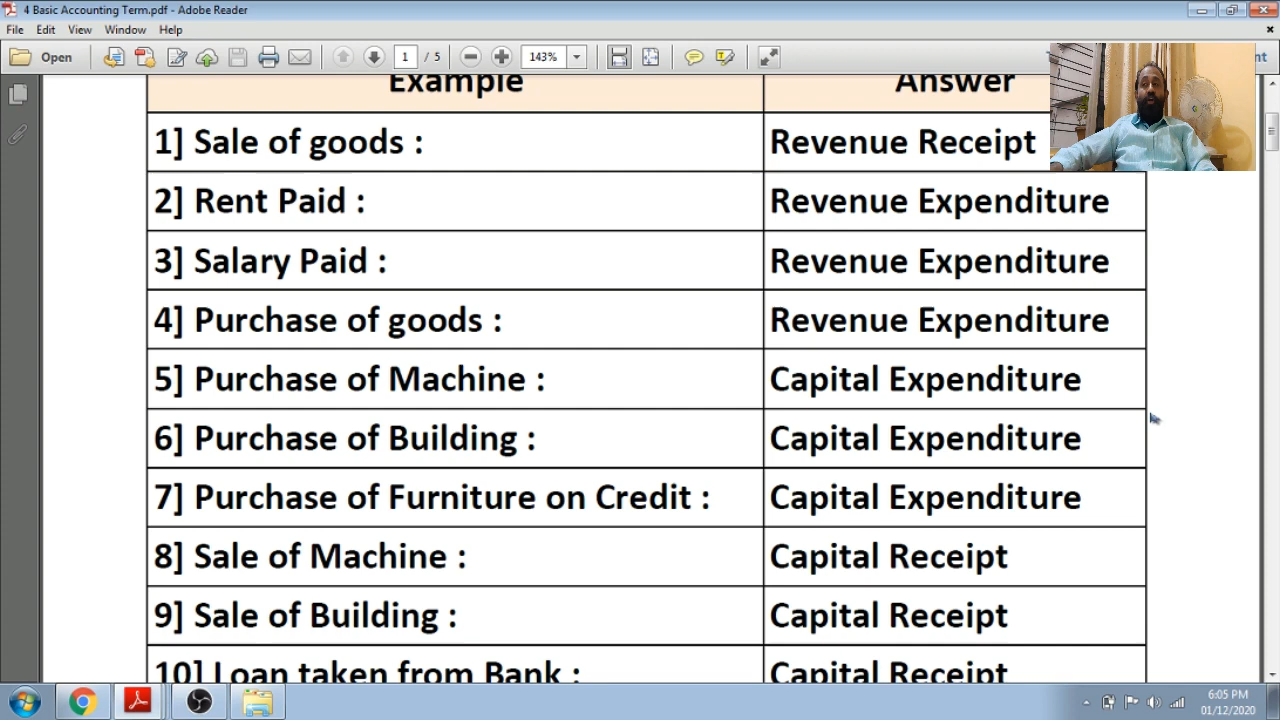 4 Basic Accounting Term.pdf - Adobe Reader
File Edit View Window Help
Open 1 / 5 143%
Example Answer
1] Sale of goods : Revenue Receipt
2] Rent Paid : Revenue Expenditure
3] Salary Paid : Revenue Expenditure
4] Purchase of goods : Revenue Expenditure
5] Purchase of Machine : Capital Expenditure
6] Purchase of Building : Capital Expenditure
7] Purchase of Furniture on Credit : Capital Expenditure
8] Sale of Machine : Capital Receipt
9] Sale of Building : Capital Receipt
10] Loan taken from Bank : Capital Receipt
6:05 PM
01/12/2020